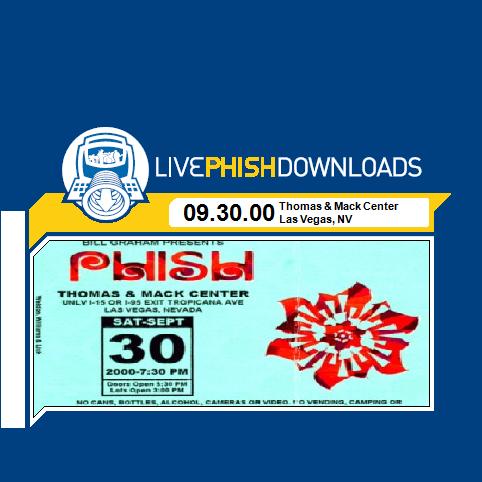 LIVEPHISHDOWNLOADS
09.30.00
Thomas & Mack Center
Las Vegas, NV
BILL GRAHAM PRESENTS
PHISH
THOMAS & MACK CENTER
UNLV I-15 OR I-95 EXIT TROPICANA AVE
LAS VEGAS, NEVADA
SAT-SEPT
30
2000-7:30 PM
Doors Open 5:30 PM
Lots Open 3:00 PM
NO CANS, BOTTLES, ALCOHOL, CAMERAS OR VIDEO. NO VENDING, CAMPING OR